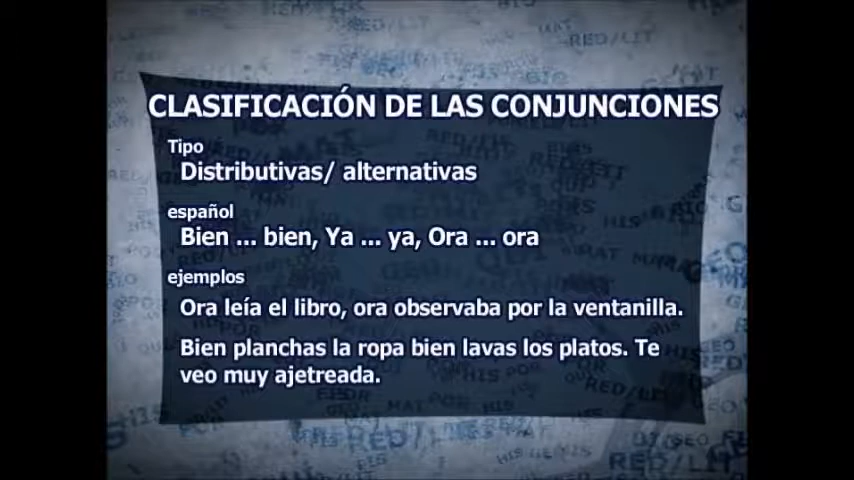 CLASIFICACIÓN DE LAS CONJUNCIONES
Tipo
Distributivas/ alternativas
español
Bien ... bien, Ya ... ya, Ora ... ora
ejemplos
Ora leía el libro, ora observaba por la ventanilla.
Bien planchas la ropa bien lavas los platos. Te
veo muy ajetreada.